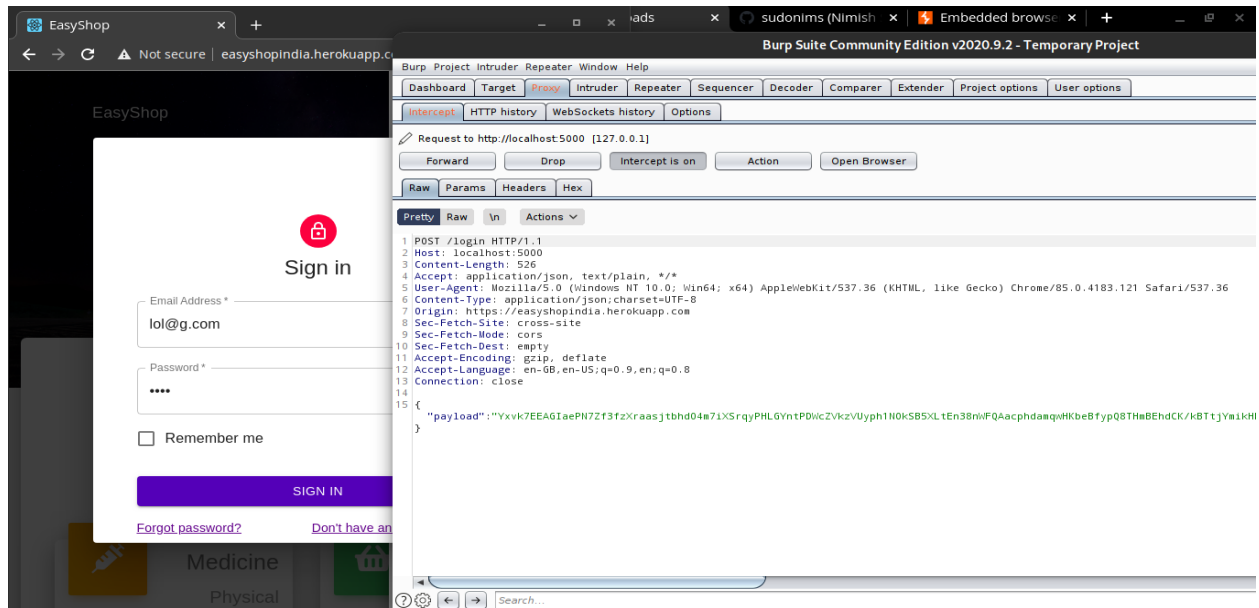 EasyShop
Not secure | easyshopindia.herokuapp.c
EasyShop
Sign in
Email Address *
lol@g.com
Password *
••••
Remember me
SIGN IN
Forgot password?
Don't have an
Medicine
Physical
oads
sudonims (Nimish
Embedded browse
Burp Suite Community Edition v2020.9.2 - Temporary Project
Burp Project Intruder Repeater Window Help
Dashboard Target Proxy Intruder Repeater Sequencer Decoder Comparer Extender Project options User options
Intercept HTTP history WebSockets history Options
Request to http://localhost:5000 [127.0.0.1]
Forward Drop Intercept is on Action Open Browser
Raw Params Headers Hex
Pretty Raw \n Actions
1 POST /login HTTP/1.1
2 Host: localhost:5000
3 Content-Length: 526
4 Accept: application/json, text/plain, */*
5 User-Agent: Mozilla/5.0 (Windows NT 10.0; Win64; x64) AppleWebKit/537.36 (KHTML, like Gecko) Chrome/85.0.4183.121 Safari/537.36
6 Content-Type: application/json;charset=UTF-8
7 Origin: https://easyshopindia.herokuapp.com
8 Sec-Fetch-Site: cross-site
9 Sec-Fetch-Mode: cors
10 Sec-Fetch-Dest: empty
11 Accept-Encoding: gzip, deflate
12 Accept-Language: en-GB,en-US;q=0.9,en;q=0.8
13 Connection: close
14
15 {
"payload":
}
Search...